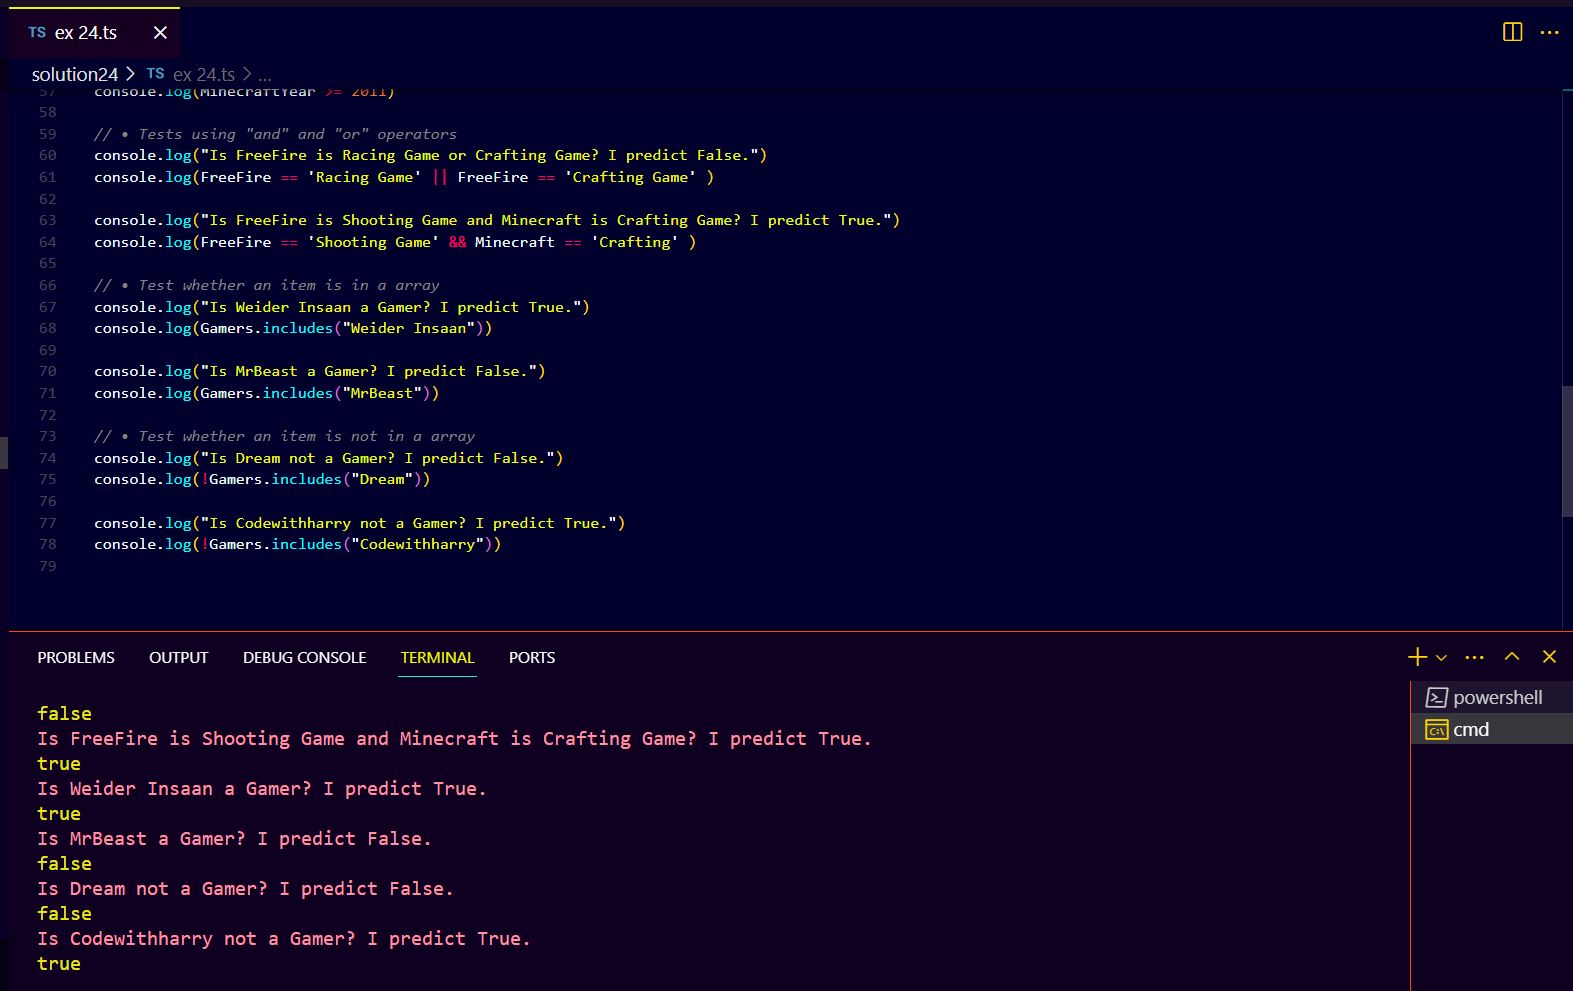 TS ex 24.ts
solution24 > TS ex 24.ts > ...
57 console.log(MinecraftYear >= 2011)
58
59 // • Tests using "and" and "or" operators
60 console.log("Is FreeFire is Racing Game or Crafting Game? I predict False.")
61 console.log(FreeFire == 'Racing Game' || FreeFire == 'Crafting Game' )
62
63 console.log("Is FreeFire is Shooting Game and Minecraft is Crafting Game? I predict True.")
64 console.log(FreeFire == 'Shooting Game' && Minecraft == 'Crafting' )
65
66 // • Test whether an item is in a array
67 console.log("Is Weider Insaan a Gamer? I predict True.")
68 console.log(Gamers.includes("Weider Insaan"))
69
70 console.log("Is MrBeast a Gamer? I predict False.")
71 console.log(Gamers.includes("MrBeast"))
72
73 // • Test whether an item is not in a array
74 console.log("Is Dream not a Gamer? I predict False.")
75 console.log(!Gamers.includes("Dream"))
76
77 console.log("Is Codewithharry not a Gamer? I predict True.")
78 console.log(!Gamers.includes("Codewithharry"))
79
PROBLEMS OUTPUT DEBUG CONSOLE TERMINAL PORTS
false
Is FreeFire is Shooting Game and Minecraft is Crafting Game? I predict True.
true
Is Weider Insaan a Gamer? I predict True.
true
Is MrBeast a Gamer? I predict False.
false
Is Dream not a Gamer? I predict False.
false
Is Codewithharry not a Gamer? I predict True.
true
powershell
cmd